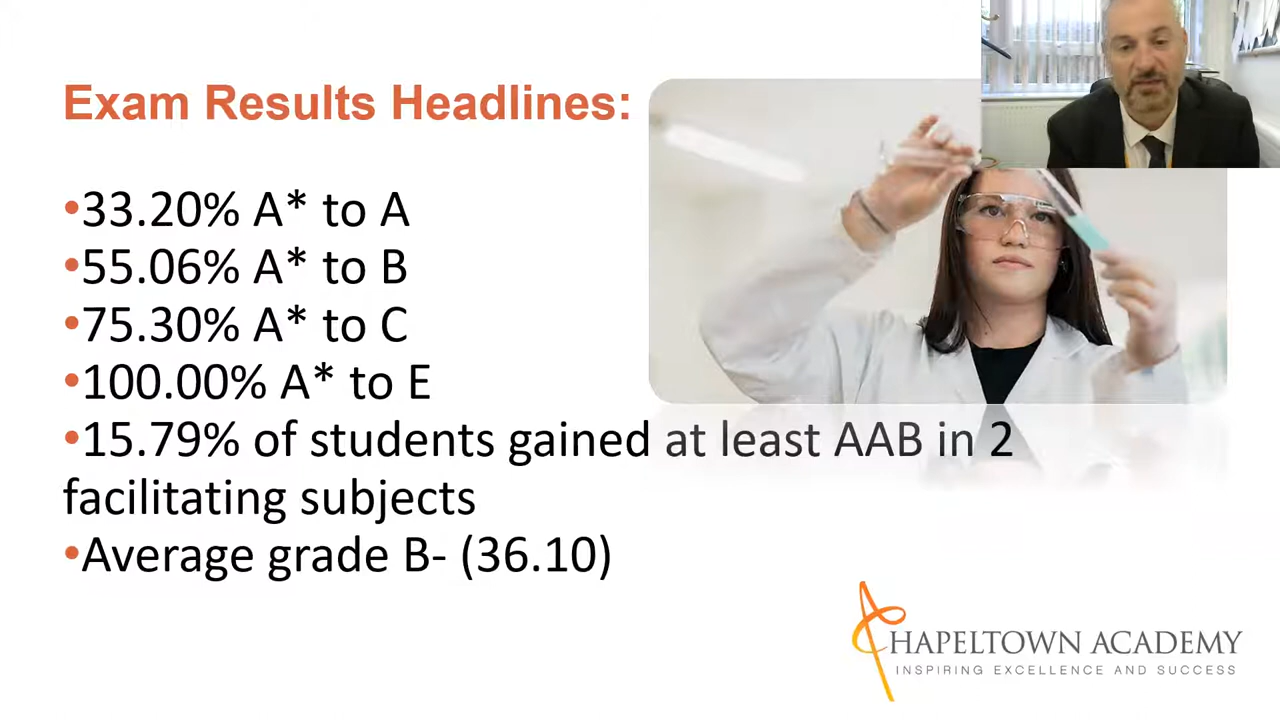 Exam Results Headlines:
•33.20% A* to A
•55.06% A* to B
•75.30% A* to C
•100.00% A* to E
•15.79% of students gained at least AAB in 2
facilitating subjects
•Average grade B- (36.10)
CHAPELTOWN ACADEMY
INSPIRING EXCELLENCE AND SUCCESS